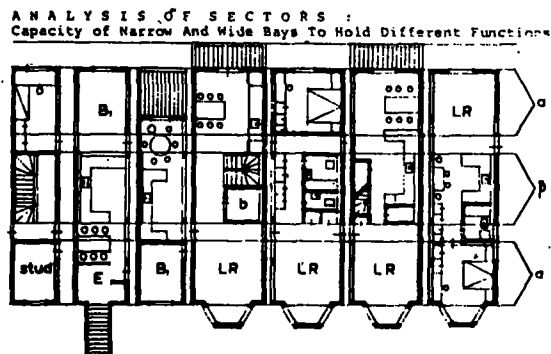 ANALYSIS OF SECTORS :
Capacity of Narrow And Wide Bays To Hold Different Functions
B₁
LR
α
b
β
stud
E
B₁
LR
LR
LR
α